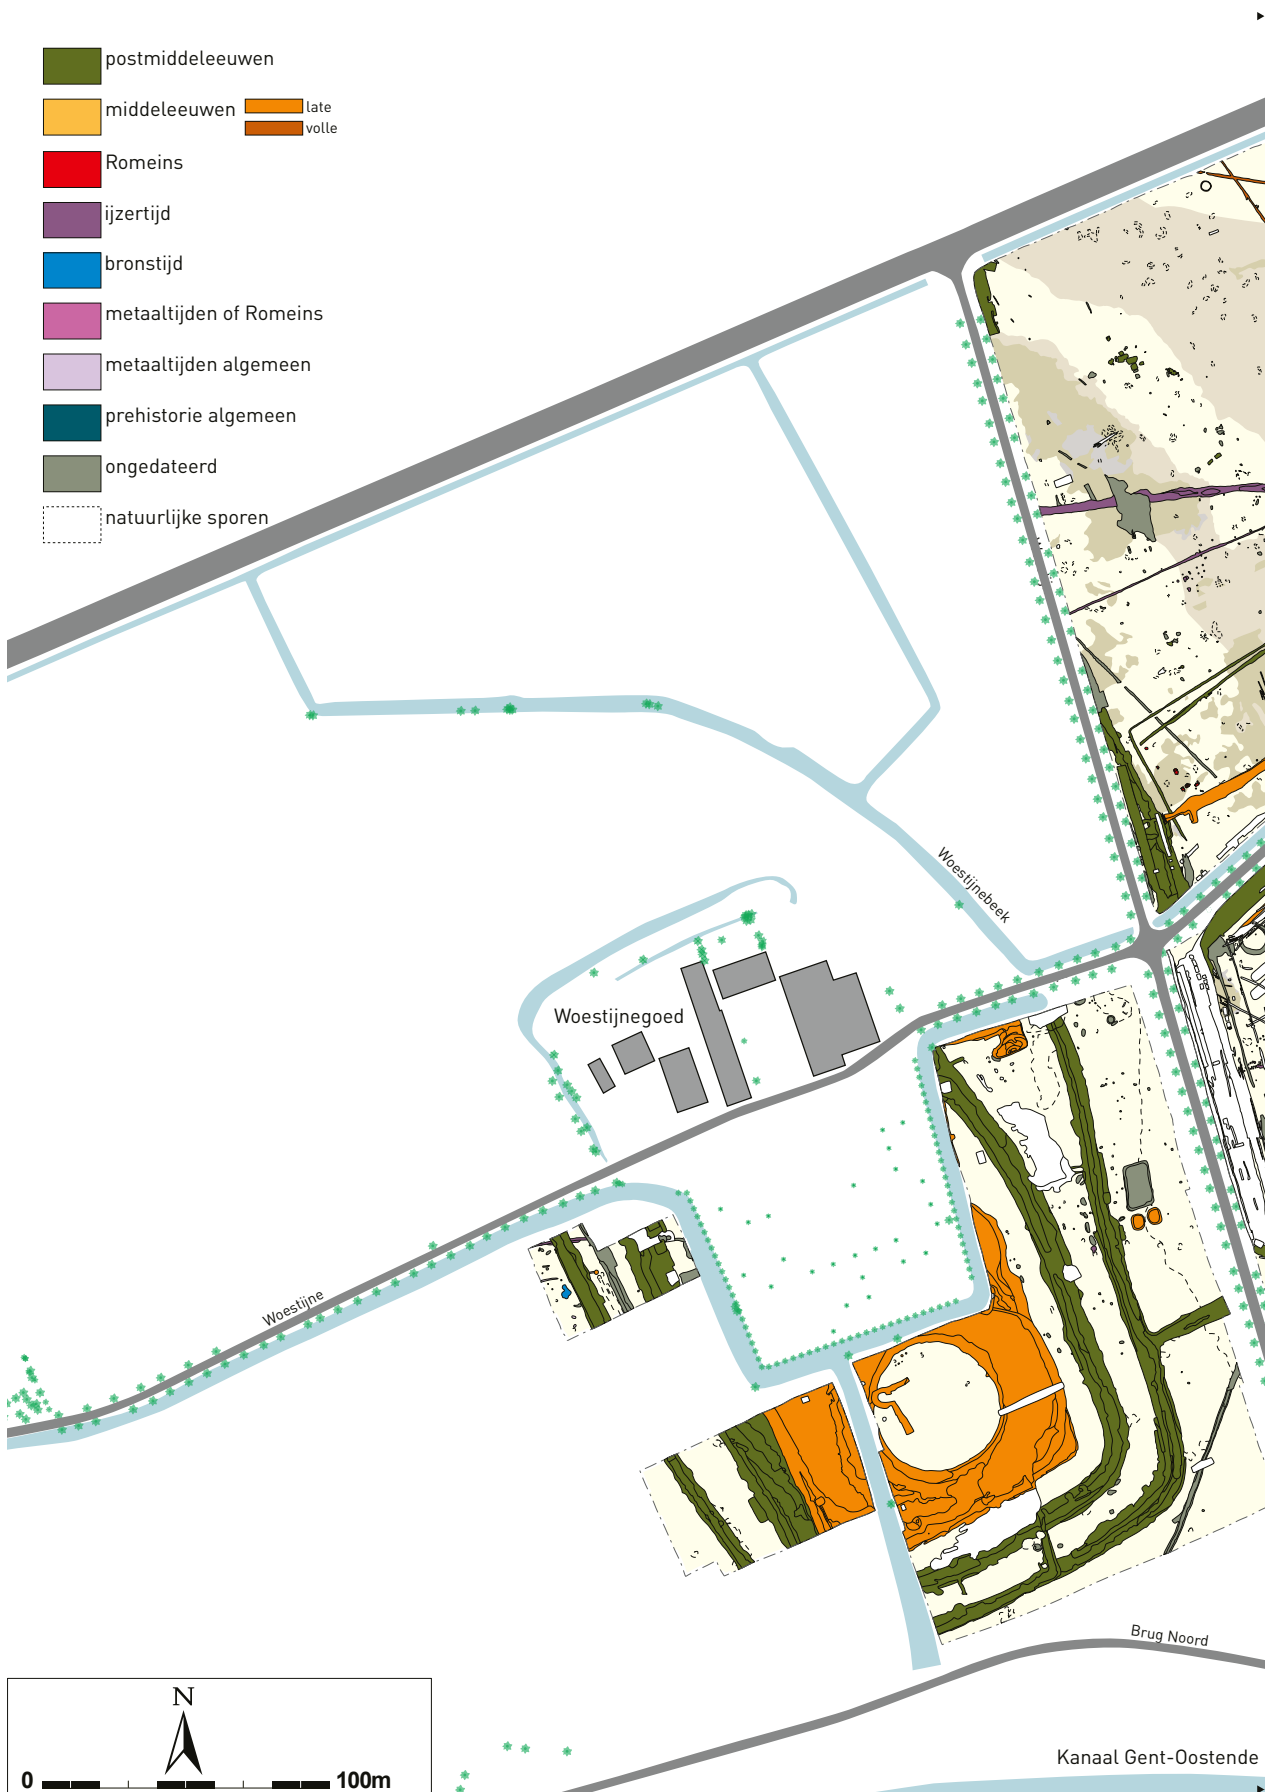 postmiddeleeuwen
middeleeuwen
late
volle
Romeins
ijzertijd
bronstijd
metaaltijden of Romeins
metaaltijden algemeen
prehistorie algemeen
ongedateerd
natuurlijke sporen
Woestijnebeek
Woestijnegoed
Woestijne
Brug Noord
N
0 100m
Kanaal Gent-Oostende